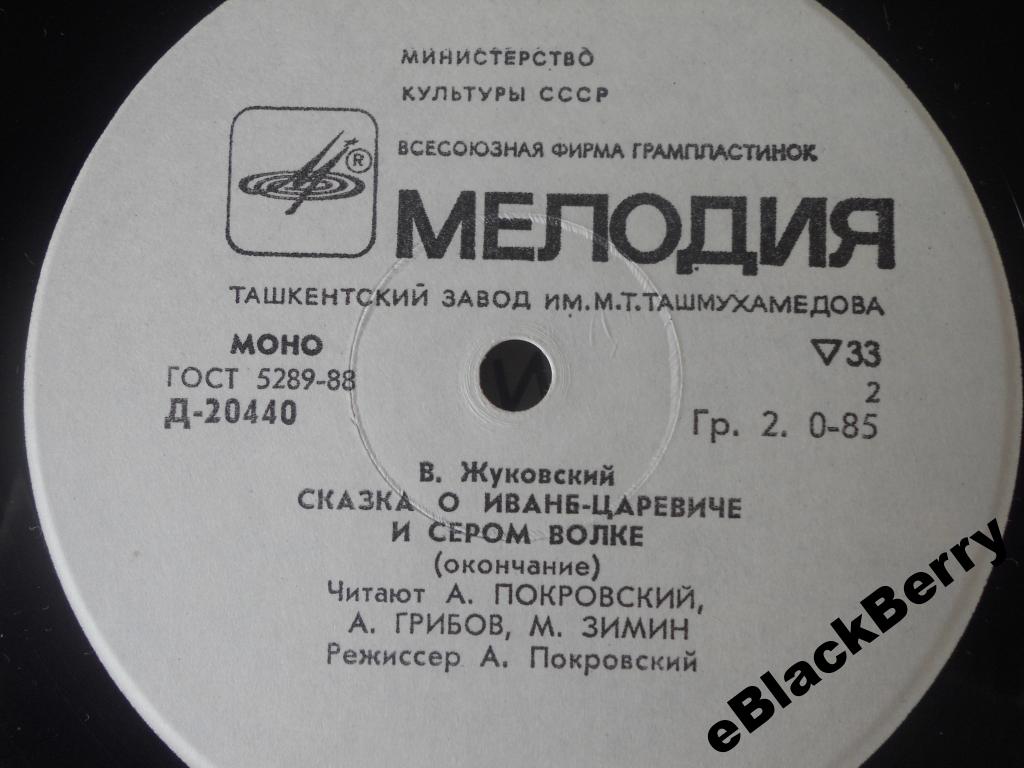 МИНИСТЕРСТВО
КУЛЬТУРЫ СССР
ВСЕСОЮЗНАЯ ФИРМА ГРАМПЛАСТИНОК
®
МЕЛОДИЯ
ТАШКЕНТСКИЙ ЗАВОД ИМ. М.Т.ТАШМУХАМЕДОВА
МОНО
▽33
ГОСТ 5289-88
2
Д-20440
Гр. 2. 0-85
В. Жуковский
СКАЗКА О ИВАНЕ-ЦАРЕВИЧЕ
И СЕРОМ ВОЛКЕ
(окончание)
Читают А. ПОКРОВСКИЙ,
А. ГРИБОВ, М. ЗИМИН
Режиссер А. Покровский
eBlackBerry